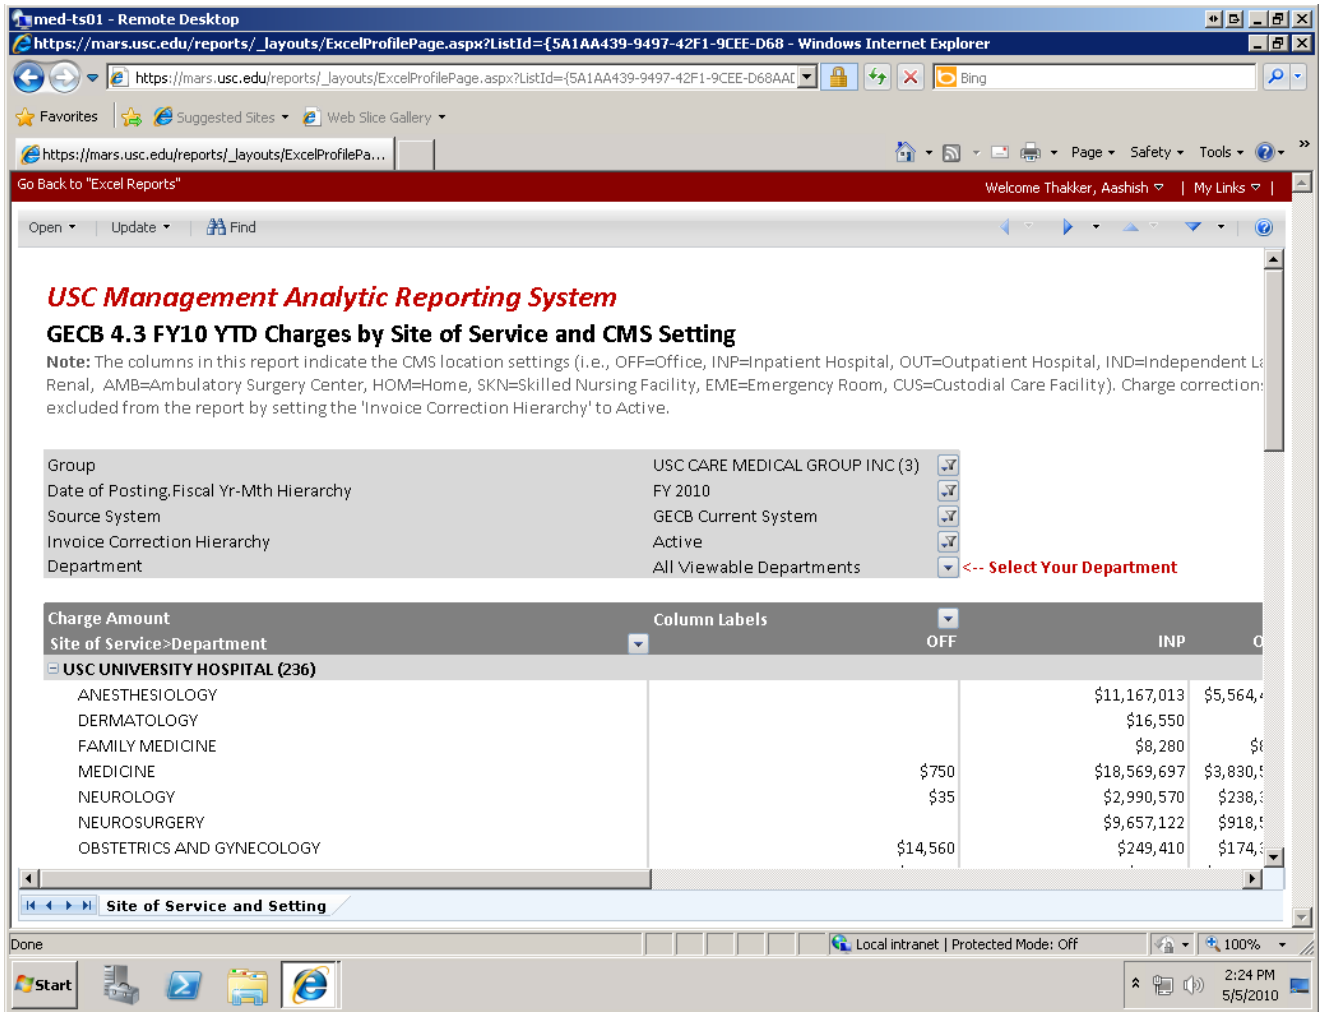 med-ts01 - Remote Desktop
https://mars.usc.edu/reports/_layouts/ExcelProfilePage.aspx?ListId={5A1AA439-9497-42F1-9CEE-D68 - Windows Internet Explorer
https://mars.usc.edu/reports/_layouts/ExcelProfilePage.aspx?ListId={5A1AA439-9497-42F1-9CEE-D68AA Bing
Favorites Suggested Sites Web Slice Gallery
https://mars.usc.edu/reports/_layouts/ExcelProfilePa... Page Safety Tools »
Go Back to "Excel Reports" Welcome Thakker, Aashish | My Links |
Open | Update | Find
USC Management Analytic Reporting System
GECB 4.3 FY10 YTD Charges by Site of Service and CMS Setting
Note: The columns in this report indicate the CMS location settings (i.e., OFF=Office, INP=Inpatient Hospital, OUT=Outpatient Hospital, IND=Independent
Renal, AMB=Ambulatory Surgery Center, HOM=Home, SKN=Skilled Nursing Facility, EME=Emergency Room, CUS=Custodial Care Facility). Charge correction
excluded from the report by setting the 'Invoice Correction Hierarchy' to Active.
Group USC CARE MEDICAL GROUP INC (3)
Date of Posting.Fiscal Yr-Mth Hierarchy FY 2010
Source System GECB Current System
Invoice Correction Hierarchy Active
Department All Viewable Departments <-- Select Your Department
Charge Amount Column Labels
Site of Service>Department OFF INP
USC UNIVERSITY HOSPITAL (236)
ANESTHESIOLOGY $11,167,013 $5,564,
DERMATOLOGY $16,550
FAMILY MEDICINE $8,280
MEDICINE $750 $18,569,697 $3,830,
NEUROLOGY $35 $2,990,570 $238,
NEUROSURGERY $9,657,122 $918,
OBSTETRICS AND GYNECOLOGY $14,560 $249,410 $174,
Site of Service and Setting
Done Local intranet | Protected Mode: Off 100%
Start 2:24 PM
5/5/2010